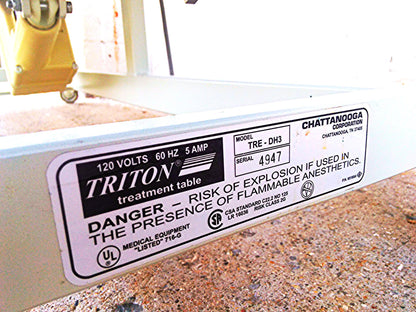 120 VOLTS 60 HZ 5 AMP
TRITON
treatment table
MODEL
TRE - DH3
SERIAL
4947
CHATTANOOGA
CORPORATION
CHATTANOOGA, TN 37405
DANGER - RISK OF EXPLOSION IF USED IN
THE PRESENCE OF FLAMMABLE ANESTHETICS.
UL
MEDICAL EQUIPMENT
"LISTED" 716-G
CSA STANDARD C22.2 NO 125
LR 16036 RISK CLASS 2G